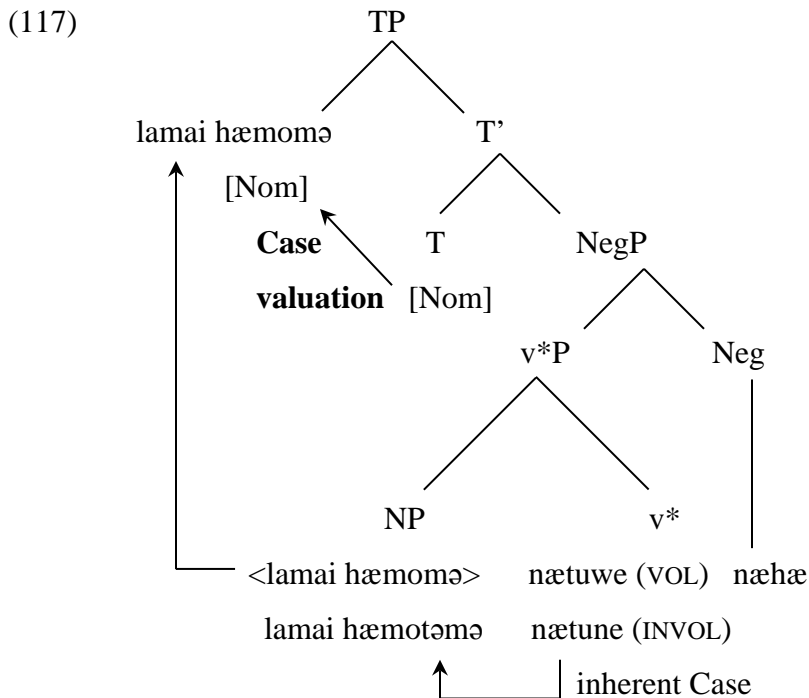 (117) TP
lamai hæmomə T’
[Nom]
Case T NegP
valuation [Nom]
v*P Neg
NP v*
<lamai hæmomə> nætuwe (VOL) næhæ
lamai hæmotəmə nætune (INVOL)
inherent Case